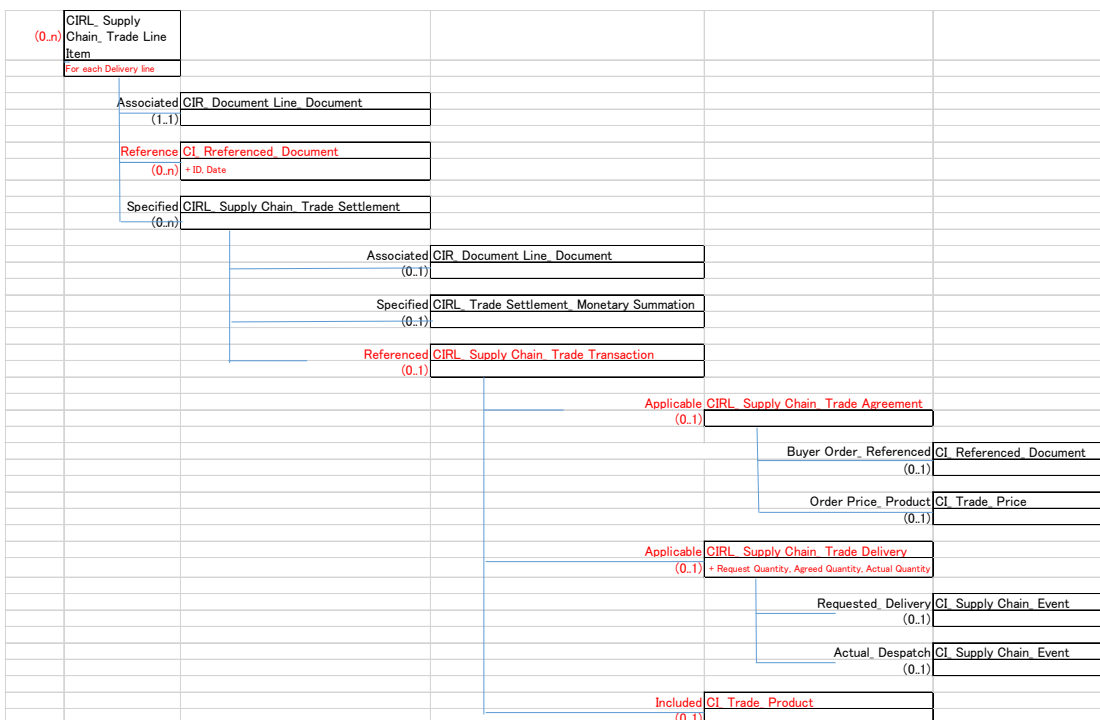 CIRL_ Supply
(0..n) Chain_ Trade Line
Item
For each Delivery line
Associated CIR_ Document Line_ Document
(1..1)
Reference CI_ Rreferenced_ Document
(0..n) + ID, Date
Specified CIRL_ Supply Chain_ Trade Settlement
(0..n)
Associated CIR_ Document Line_ Document
(0..1)
Specified CIRL_ Trade Settlement_ Monetary Summation
(0..1)
Referenced CIRL_ Supply Chain_ Trade Transaction
(0..1)
Applicable CIRL_ Supply Chain_ Trade Agreement
(0..1)
Buyer Order_ Referenced CI_ Referenced_ Document
(0..1)
Order Price_ Product CI_ Trade_ Price
(0..1)
Applicable CIRL_ Supply Chain_ Trade Delivery
(0..1) + Request Quantity, Agreed Quantity, Actual Quantity
Requested_ Delivery CI_ Supply Chain_ Event
(0..1)
Actual_ Despatch CI_ Supply Chain_ Event
(0..1)
Included CI_ Trade_ Product
(0..1)